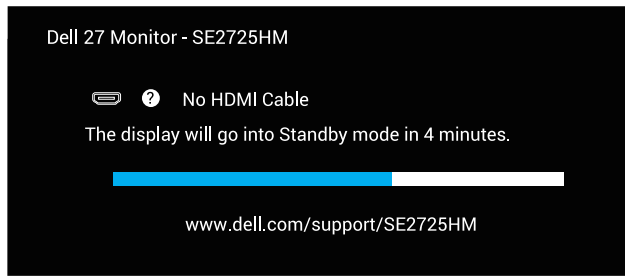 Dell 27 Monitor - SE2725HM
? No HDMI Cable
The display will go into Standby mode in 4 minutes.
www.dell.com/support/SE2725HM